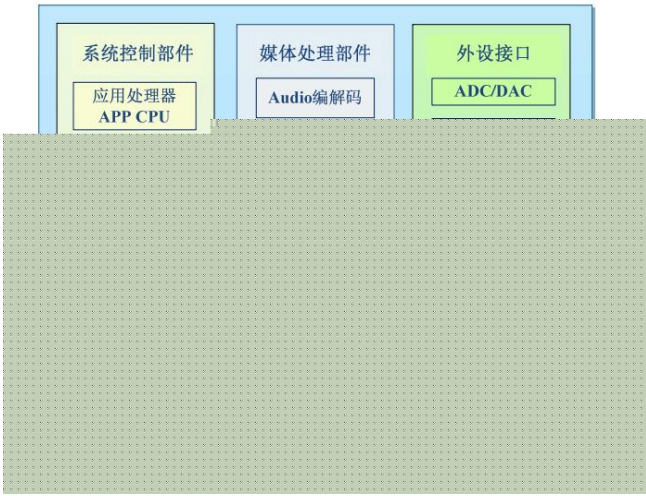 系统控制部件
媒体处理部件
外设接口
应用处理器
APP CPU
Audio编解码
ADC/DAC